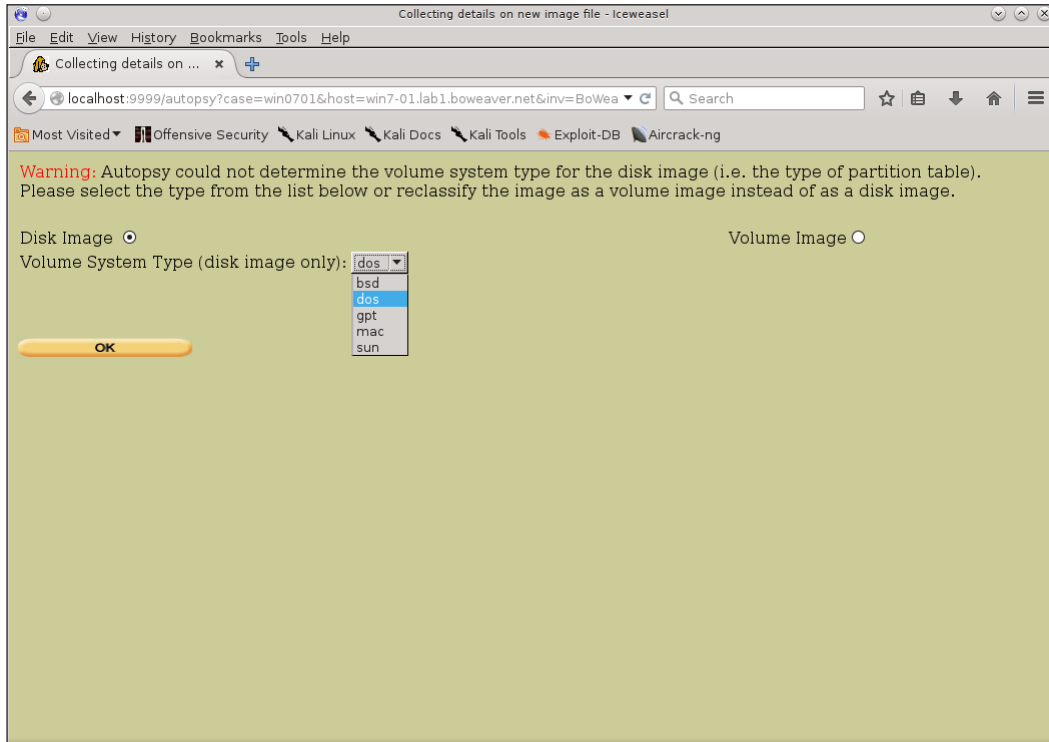 Collecting details on new image file - Iceweasel
File Edit View History Bookmarks Tools Help
Collecting details on ...
localhost:9999/autopsy?case=win0701&host=win7-01.lab1.boweaver.net&inv=BoWea
Search
Most Visited Offensive Security Kali Linux Kali Docs Kali Tools Exploit-DB Aircrack-ng
Warning: Autopsy could not determine the volume system type for the disk image (i.e. the type of partition table).
Please select the type from the list below or reclassify the image as a volume image instead of as a disk image.
Disk Image Volume Image
Volume System Type (disk image only): dos
bsd
dos
gpt
mac
sun
OK